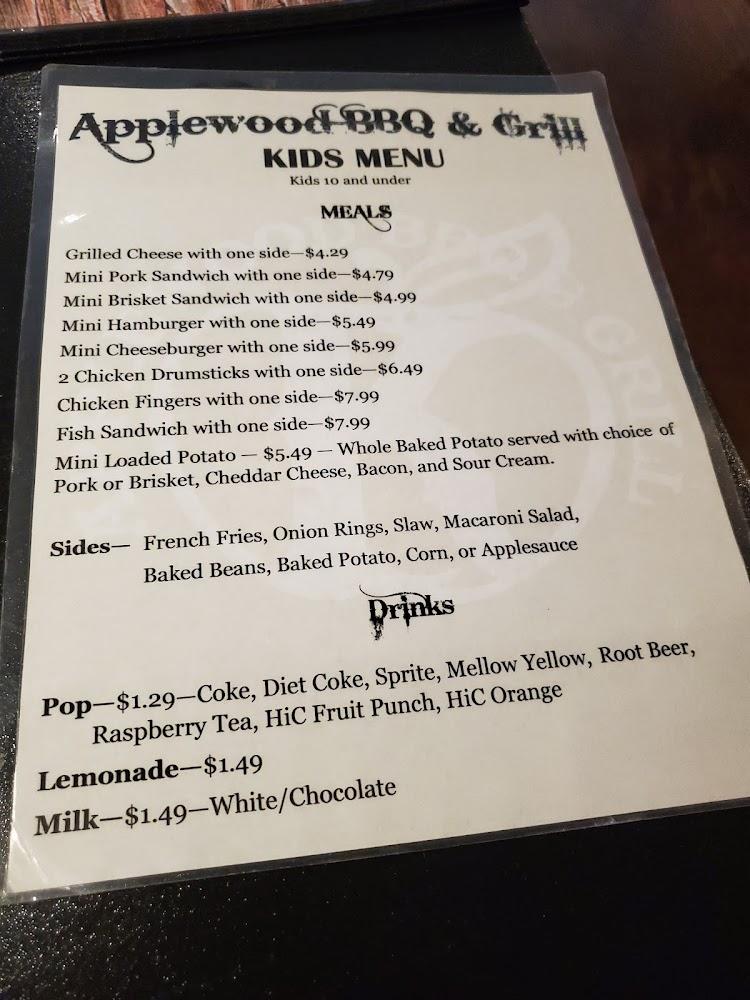 Applewood BBQ & Grill
KIDS MENU
Kids 10 and under
MEALS
Grilled Cheese with one side—$4.29
Mini Pork Sandwich with one side—$4.79
Mini Brisket Sandwich with one side—$4.99
Mini Hamburger with one side—$5.49
Mini Cheeseburger with one side—$5.99
2 Chicken Drumsticks with one side—$6.49
Chicken Fingers with one side—$7.99
Fish Sandwich with one side—$7.99
Mini Loaded Potato — $5.49 — Whole Baked Potato served with choice of
Pork or Brisket, Cheddar Cheese, Bacon, and Sour Cream.
Sides— French Fries, Onion Rings, Slaw, Macaroni Salad,
Baked Beans, Baked Potato, Corn, or Applesauce
Drinks
Pop—$1.29—Coke, Diet Coke, Sprite, Mellow Yellow, Root Beer,
Raspberry Tea, HiC Fruit Punch, HiC Orange
Lemonade—$1.49
Milk—$1.49—White/Chocolate